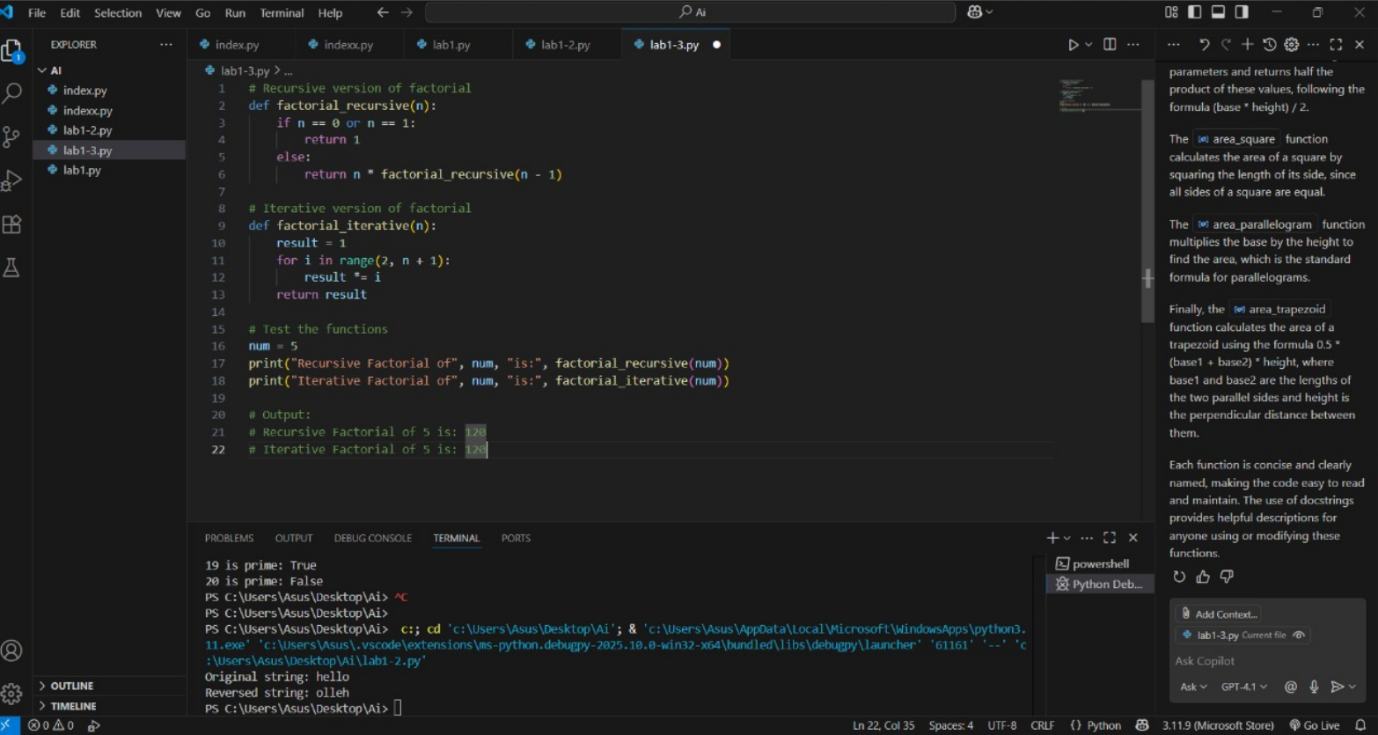 File Edit Selection View Go Run Terminal Help
Ai
EXPLORER
AI
index.py
indexx.py
lab1-2.py
lab1-3.py
lab1.py
OUTLINE
TIMELINE
index.py indexx.py lab1.py lab1-2.py lab1-3.py
lab1-3.py > ...
1 # Recursive version of factorial
2 def factorial_recursive(n):
3 if n == 0 or n == 1:
4 return 1
5 else:
6 return n * factorial_recursive(n - 1)
7
8 # Iterative version of factorial
9 def factorial_iterative(n):
10 result = 1
11 for i in range(2, n + 1):
12 result *= i
13 return result
14
15 # Test the functions
16 num = 5
17 print("Recursive Factorial of", num, "is:", factorial_recursive(num))
18 print("Iterative Factorial of", num, "is:", factorial_iterative(num))
19
20 # Output:
21 # Recursive Factorial of 5 is: 120
22 # Iterative Factorial of 5 is: 120
PROBLEMS OUTPUT DEBUG CONSOLE TERMINAL PORTS
19 is prime: True
20 is prime: False
PS C:\Users\Asus\Desktop\Ai> ^C
PS C:\Users\Asus\Desktop\Ai>
PS C:\Users\Asus\Desktop\Ai> c:; cd 'c:\Users\Asus\Desktop\Ai'; & 'c:\Users\Asus\AppData\Local\Microsoft\WindowsApps\python3.
11.exe' 'c:\Users\Asus\.vscode\extensions\ms-python.debugpy-2025.10.0-win32-x64\bundled\libs\debugpy\launcher' '61161' '--' 'c
:\Users\Asus\Desktop\Ai\lab1-2.py'
Original string: hello
Reversed string: olleh
PS C:\Users\Asus\Desktop\Ai>
powershell
Python Deb...
parameters and returns half the
product of these values, following the
formula (base * height) / 2.
The area_square function
calculates the area of a square by
squaring the length of its side, since
all sides of a square are equal.
The area_parallelogram function
multiplies the base by the height to
find the area, which is the standard
formula for parallelograms.
Finally, the area_trapezoid
function calculates the area of a
trapezoid using the formula 0.5 *
(base1 + base2) * height, where
base1 and base2 are the lengths of
the two parallel sides and height is
the perpendicular distance between
them.
Each function is concise and clearly
named, making the code easy to read
and maintain. The use of docstrings
provides helpful descriptions for
anyone using or modifying these
functions.
Add Context...
lab1-3.py Current file
Ask Copilot
Ask GPT-4.1
0 0 Ln 22, Col 35 Spaces: 4 UTF-8 CRLF {} Python 3.11.9 (Microsoft Store) Go Live